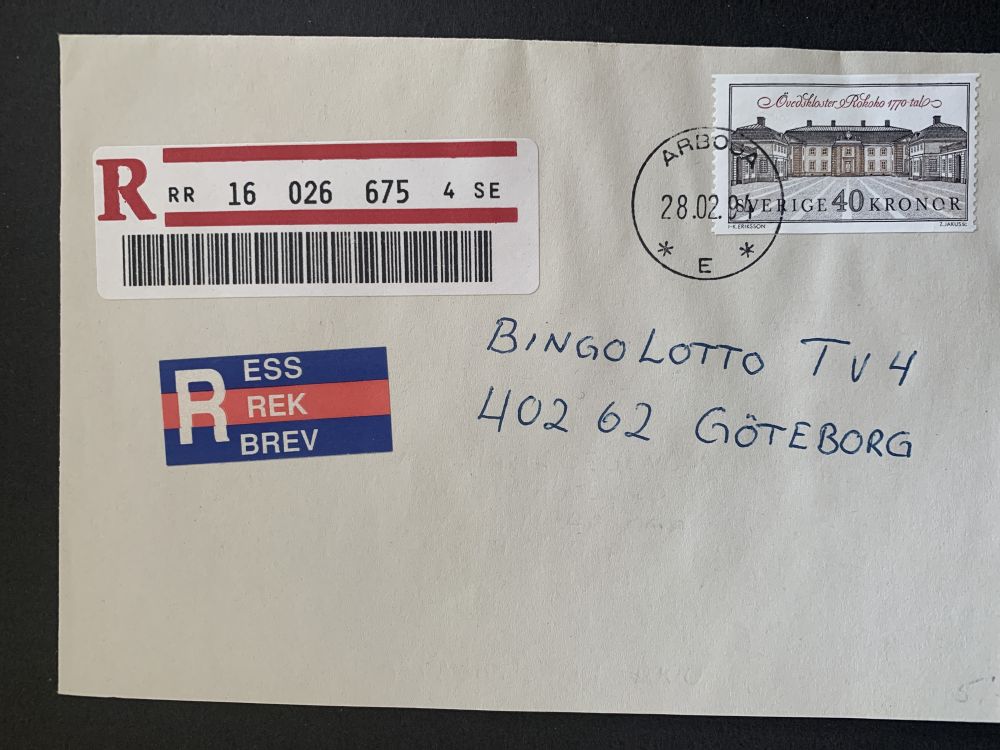 Övedskloster Rokoko 1770-tal
SVERIGE 40 KRONOR
I-K.ERIKSSON Z.JAKUS SC
ARBOGA
28.02.94
* E *
R RR 16 026 675 4 SE
R ESS
REK
BREV
BINGOLOTTO TV4
402 62 GÖTEBORG
5